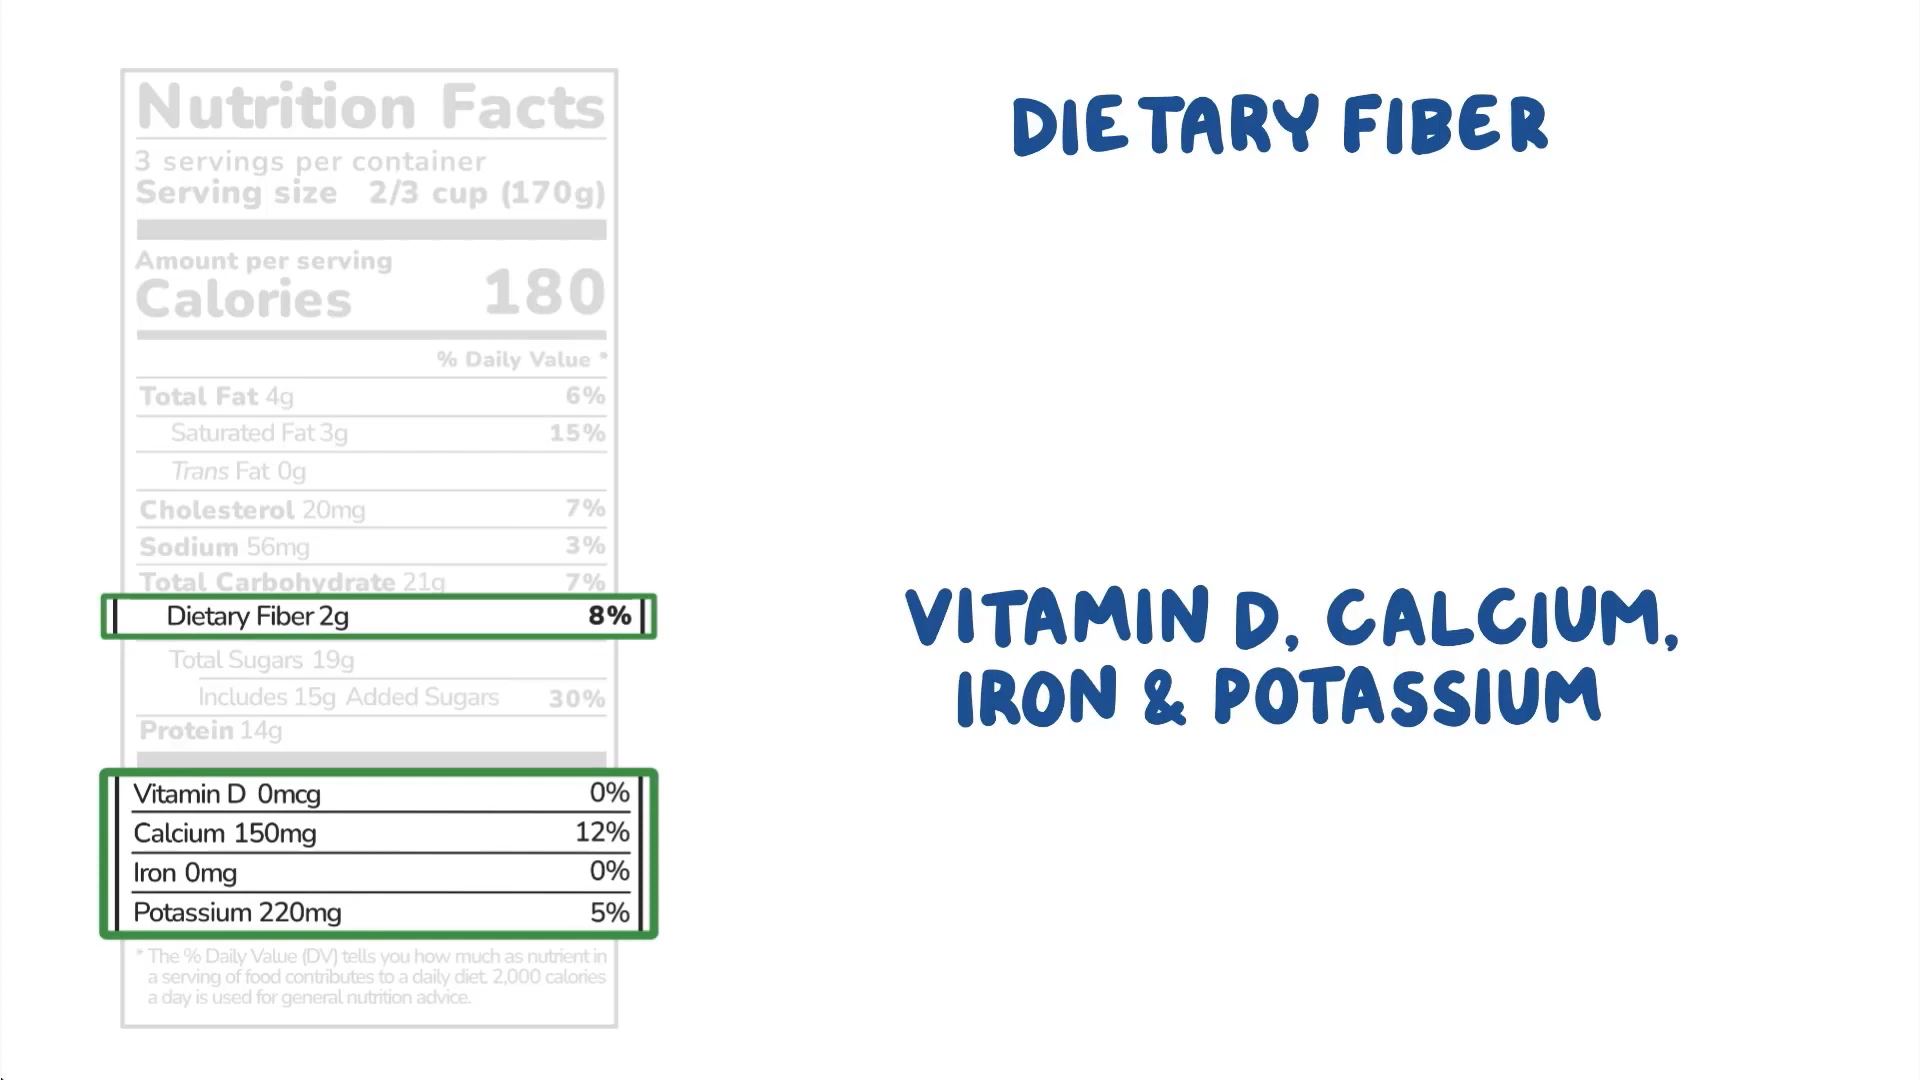 Nutrition Facts
3 servings per container
Serving size 2/3 cup (170g)
Amount per serving
Calories 180
% Daily Value *
Total Fat 4g 6%
Saturated Fat 3g 15%
Trans Fat 0g
Cholesterol 20mg 7%
Sodium 56mg 3%
Total Carbohydrate 21g 7%
Dietary Fiber 2g 8%
Total Sugars 19g
Includes 15g Added Sugars 30%
Protein 14g
Vitamin D 0mcg 0%
Calcium 150mg 12%
Iron 0mg 0%
Potassium 220mg 5%
* The % Daily Value (DV) tells you how much as nutrient in
a serving of food contributes to a daily diet. 2,000 calories
a day is used for general nutrition advice.
DIETARY FIBER
VITAMIN D, CALCIUM,
IRON & POTASSIUM